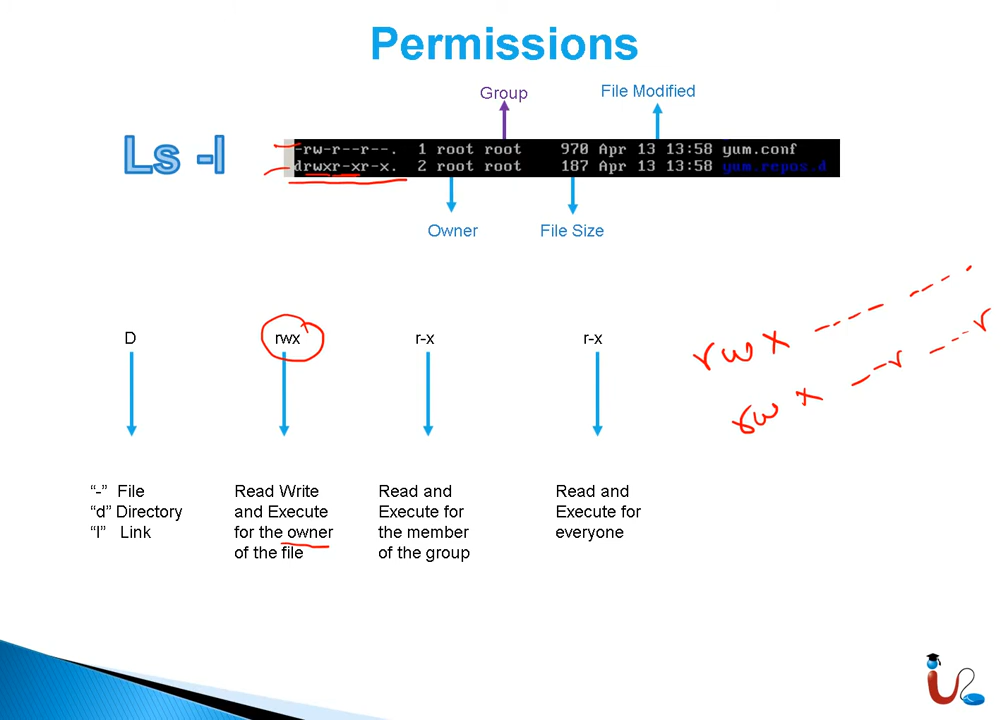 Permissions
Group
File Modified
Ls -l
-rw-r--r--. 1 root root 970 Apr 13 13:58 yum.conf
drwxr-xr-x. 2 root root 187 Apr 13 13:58 yum.repos.d
Owner
File Size
D
rwx
r-x
r-x
rwx --- ---
rwx --r ---r
“-” File
“d” Directory
“l” Link
Read Write
and Execute
for the owner
of the file
Read and
Execute for
the member
of the group
Read and
Execute for
everyone